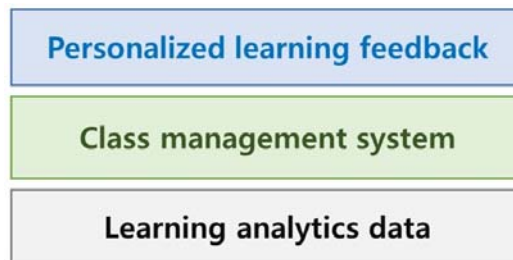 Personalized learning feedback
Class management system
Learning analytics data